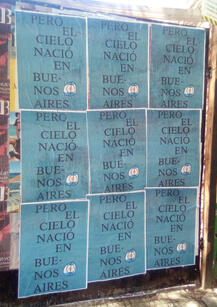 PERO
EL
CIELO
NACIÓ
EN
BUE-
NOS
AIRES
PERO
EL
CIELO
NACIÓ
EN
BUE-
NOS
AIRES
PERO
EL
CIELO
NACIÓ
EN
BUE-
NOS
AIRES
PERO
EL
CIELO
NACIÓ
EN
BUE-
NOS
AIRES
PERO
EL
CIELO
NACIÓ
EN
BUE-
NOS
AIRES
PERO
EL
CIELO
NACIÓ
EN
BUE-
NOS
AIRES
PERO
EL
CIELO
NACIÓ
EN
BUE-
NOS
AIRES
PERO
EL
CIELO
NACIÓ
EN
BUE-
NOS
AIRES
PERO
EL
CIELO
NACIÓ
EN
BUE-
NOS
AIRES